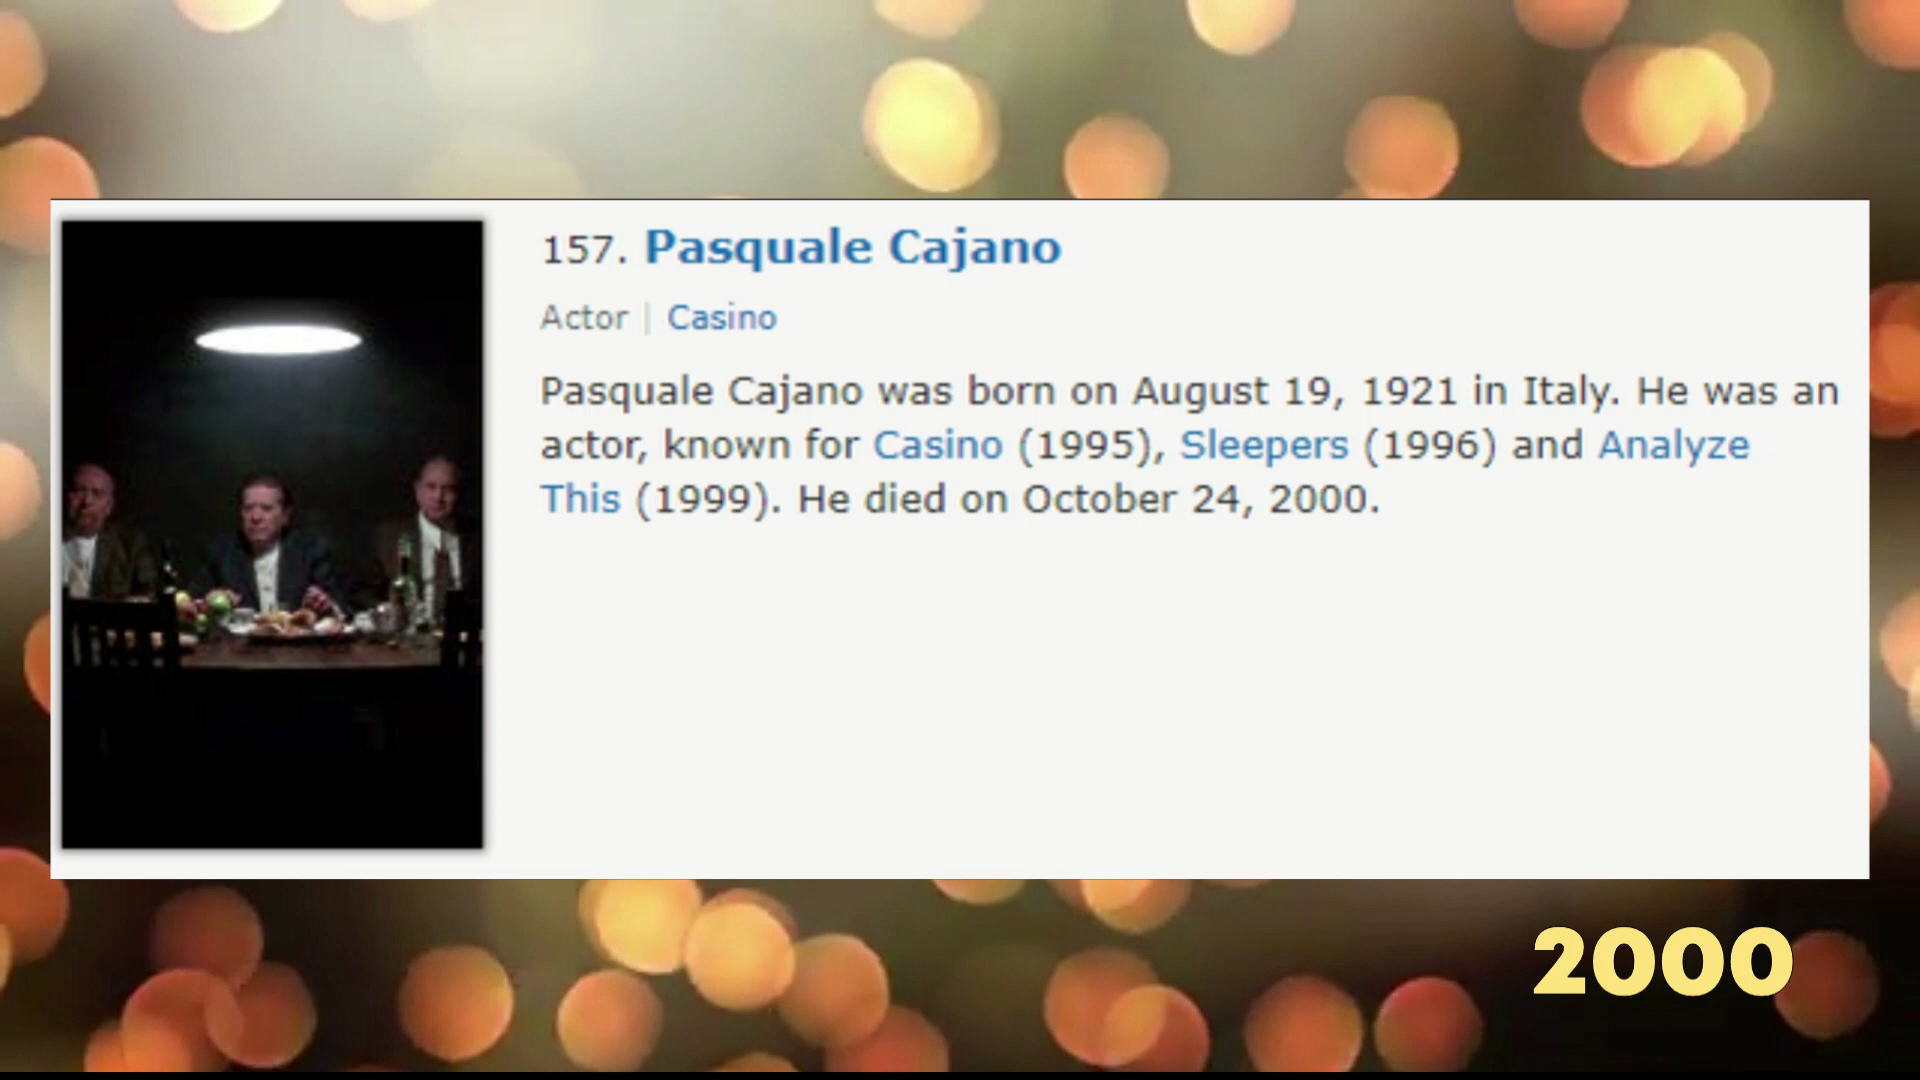 157. Pasquale Cajano
Actor | Casino
Pasquale Cajano was born on August 19, 1921 in Italy. He was an
actor, known for Casino (1995), Sleepers (1996) and Analyze
This (1999). He died on October 24, 2000.
2000